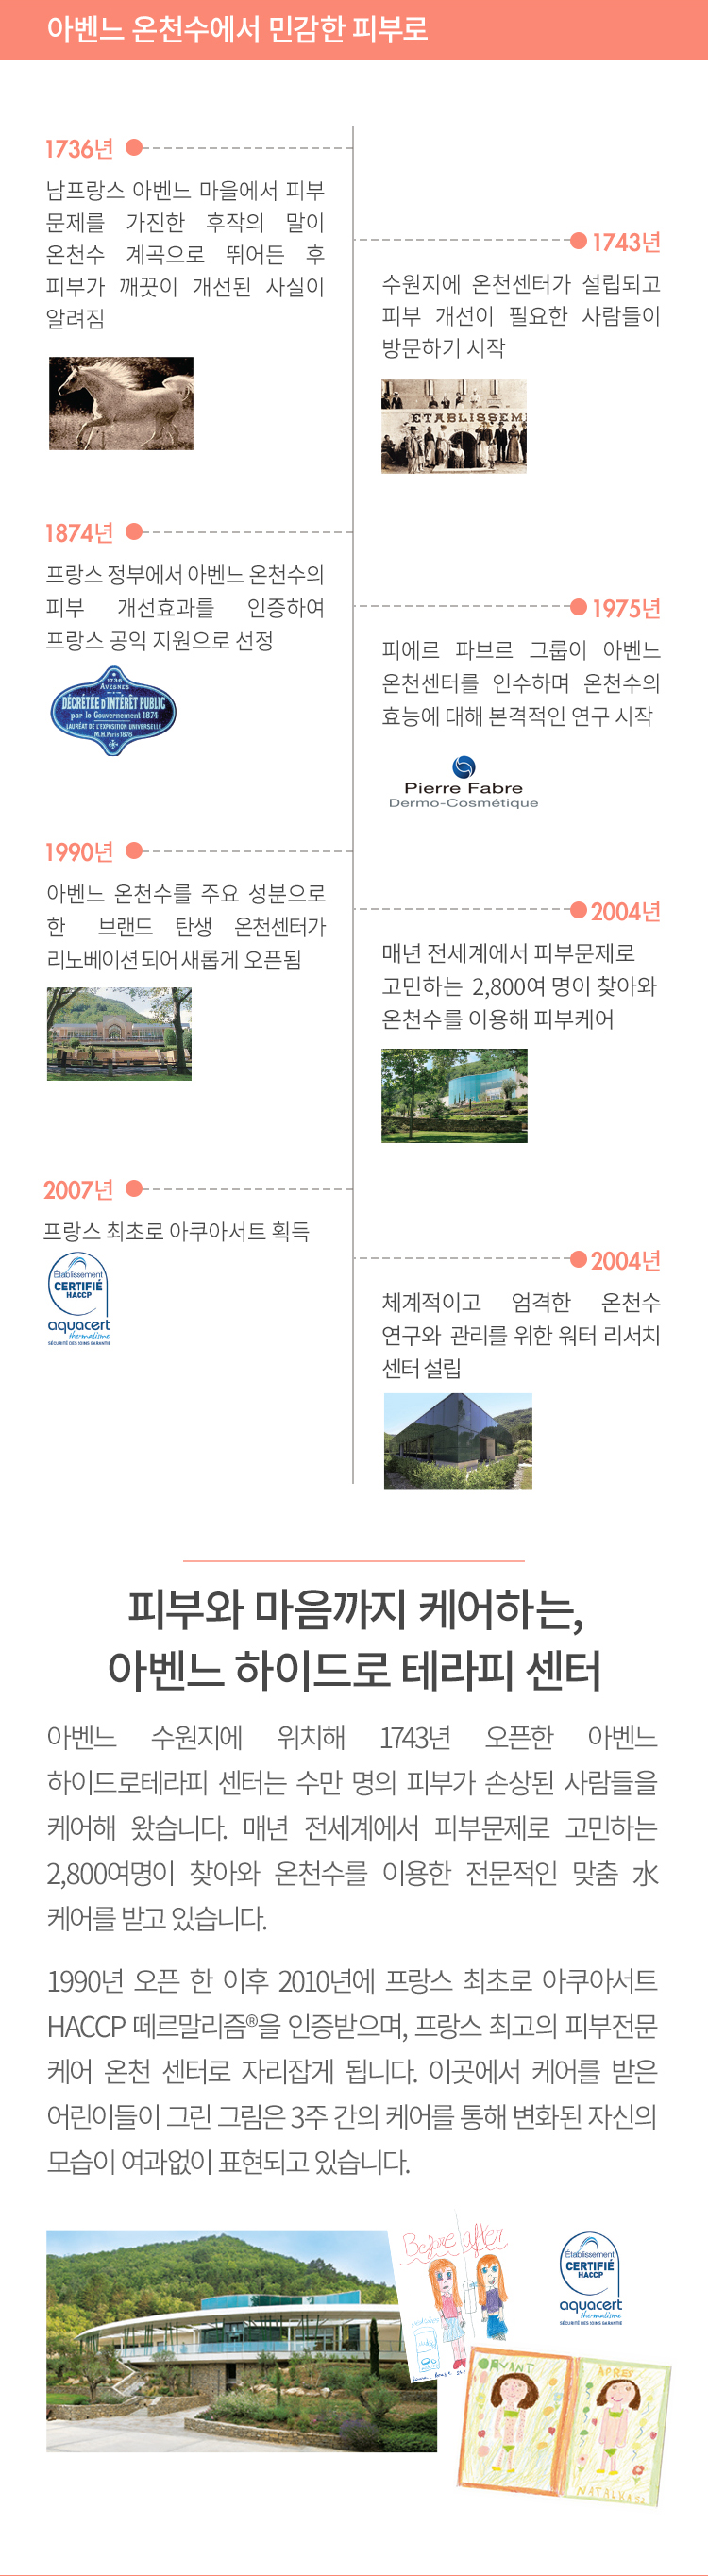 아벤느 온천수에서 민감한 피부로
1736년
남프랑스 아벤느 마을에서 피부
문제를 가진한 후작의 말이
온천수 계곡으로 뛰어든 후
피부가 깨끗이 개선된 사실이
알려짐
1743년
수원지에 온천센터가 설립되고
피부 개선이 필요한 사람들이
방문하기 시작
ETABLISSEM
1874년
프랑스 정부에서 아벤느 온천수의
피부 개선효과를 인증하여
프랑스 공익 지원으로 선정
1736
AVESNES
DÉCRÉTÉE D'INTÉRÊT PUBLIC
par le Gouvernement 1874
LAURÉAT DE L'EXPOSITION UNIVERSELLE
M.H. Paris 1878
1975년
피에르 파브르 그룹이 아벤느
온천센터를 인수하며 온천수의
효능에 대해 본격적인 연구 시작
Pierre Fabre
Dermo-Cosmétique
1990년
아벤느 온천수를 주요 성분으로
한 브랜드 탄생 온천센터가
리노베이션 되어 새롭게 오픈됨
2004년
매년 전세계에서 피부문제로
고민하는 2,800여 명이 찾아와
온천수를 이용해 피부케어
2007년
프랑스 최초로 아쿠아서트 획득
Établissement
CERTIFIÉ
HACCP
aquacert
thermalisme
SÉCURITÉ DES SOINS GARANTIE
2004년
체계적이고 엄격한 온천수
연구와 관리를 위한 워터 리서치
센터 설립
피부와 마음까지 케어하는,
아벤느 하이드로 테라피 센터
아벤느 수원지에 위치해 1743년 오픈한 아벤느
하이드로테라피 센터는 수만 명의 피부가 손상된 사람들을
케어해 왔습니다. 매년 전세계에서 피부문제로 고민하는
2,800여명이 찾아와 온천수를 이용한 전문적인 맞춤 水
케어를 받고 있습니다.
1990년 오픈 한 이후 2010년에 프랑스 최초로 아쿠아서트
HACCP 떼르말리즘®을 인증받으며, 프랑스 최고의 피부전문
케어 온천 센터로 자리잡게 됩니다. 이곳에서 케어를 받은
어린이들이 그린 그림은 3주 간의 케어를 통해 변화된 자신의
모습이 여과없이 표현되고 있습니다.
Before after
Établissement
CERTIFIÉ
HACCP
aquacert
thermalisme
SÉCURITÉ DES SOINS GARANTIE
AVANT
APRES